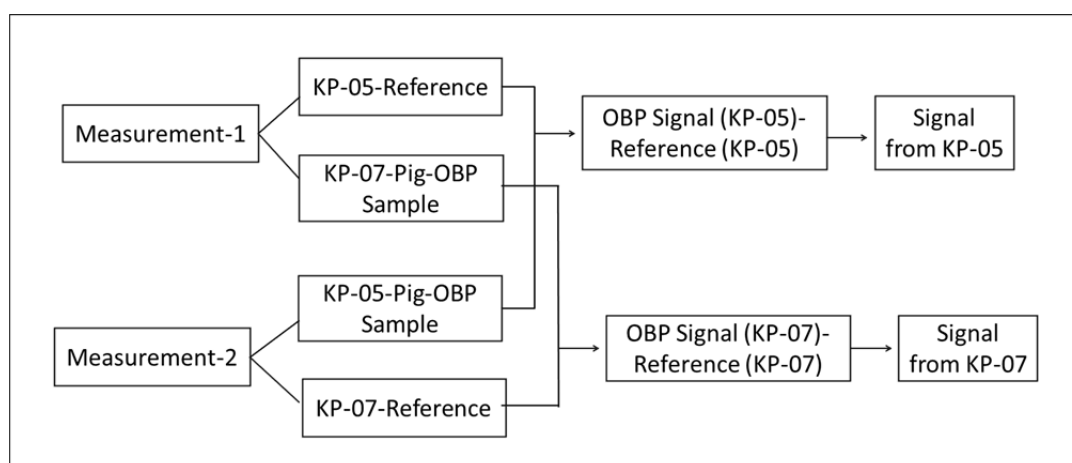 Measurement-1
KP-05-Reference
KP-07-Pig-OBP
Sample
OBP Signal (KP-05)-
Reference (KP-05)
Signal
from KP-05
Measurement-2
KP-05-Pig-OBP
Sample
KP-07-Reference
OBP Signal (KP-07)-
Reference (KP-07)
Signal
from KP-07